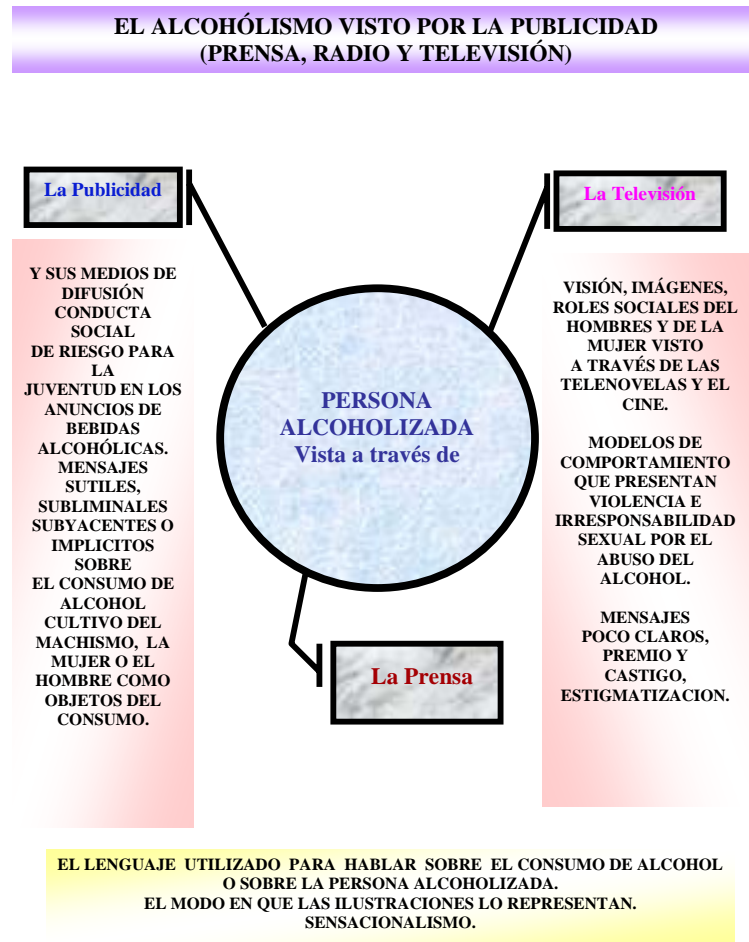 EL ALCOHÓLISMO VISTO POR LA PUBLICIDAD
(PRENSA, RADIO Y TELEVISIÓN)
La Publicidad
Y SUS MEDIOS DE
DIFUSIÓN
CONDUCTA
SOCIAL
DE RIESGO PARA
LA
JUVENTUD EN LOS
ANUNCIOS DE
BEBIDAS
ALCOHÓLICAS.
MENSAJES
SUTILES,
SUBLIMINALES
SUBYACENTES O
IMPLICITOS
SOBRE
EL CONSUMO DE
ALCOHOL
CULTIVO DEL
MACHISMO, LA
MUJER O EL
HOMBRE COMO
OBJETOS DEL
CONSUMO.
PERSONA
ALCOHOLIZADA
Vista a través de
La Televisión
VISIÓN, IMÁGENES,
ROLES SOCIALES DEL
HOMBRES Y DE LA
MUJER VISTO
A TRAVÉS DE LAS
TELENOVELAS Y EL
CINE.
MODELOS DE
COMPORTAMIENTO
QUE PRESENTAN
VIOLENCIA E
IRRESPONSABILIDAD
SEXUAL POR EL
ABUSO DEL
ALCOHOL.
MENSAJES
POCO CLAROS,
PREMIO Y
CASTIGO,
ESTIGMATIZACION.
La Prensa
EL LENGUAJE UTILIZADO PARA HABLAR SOBRE EL CONSUMO DE ALCOHOL
O SOBRE LA PERSONA ALCOHOLIZADA.
EL MODO EN QUE LAS ILUSTRACIONES LO REPRESENTAN.
SENSACIONALISMO.